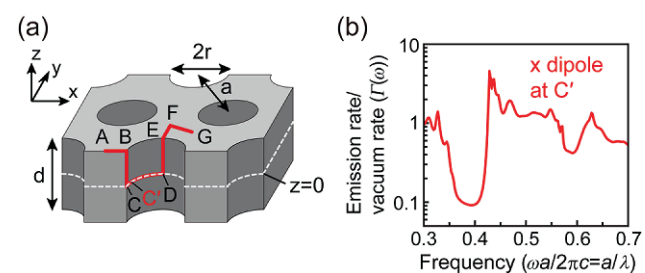 (a)
z
y
x
2r
a
F
A B E G
d
C C′ D
z=0
(b)
Emission rate/
vacuum rate (Γ(ω))
10
1
0.1
x dipole
at C′
0.3 0.4 0.5 0.6 0.7
Frequency (ωa/2πc=a/λ)